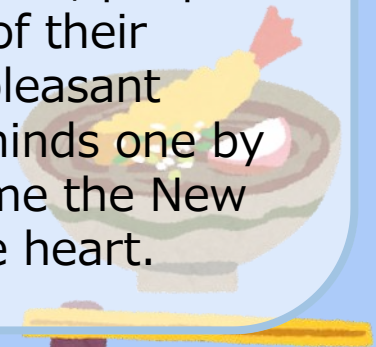 of their
pleasant
minds one by
me the New
heart.